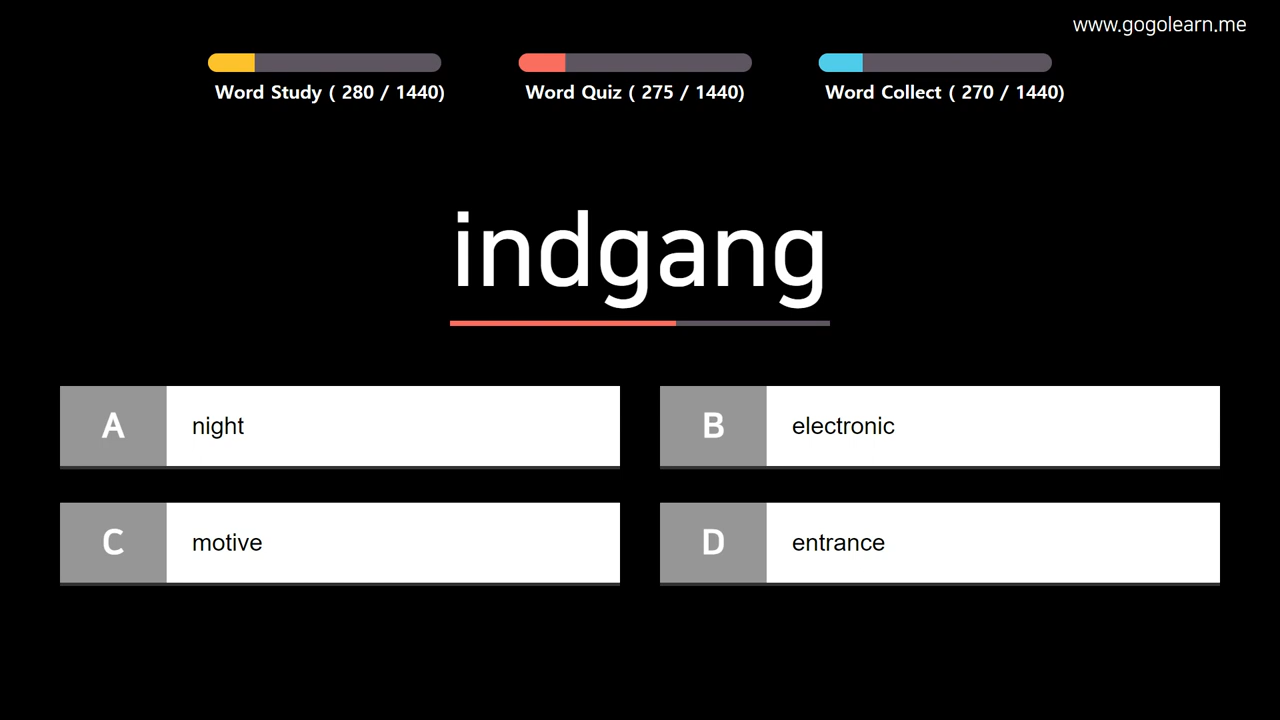 www.gogolearn.me
Word Study ( 280 / 1440)
Word Quiz ( 275 / 1440)
Word Collect ( 270 / 1440)
indgang
A night
B electronic
C motive
D entrance